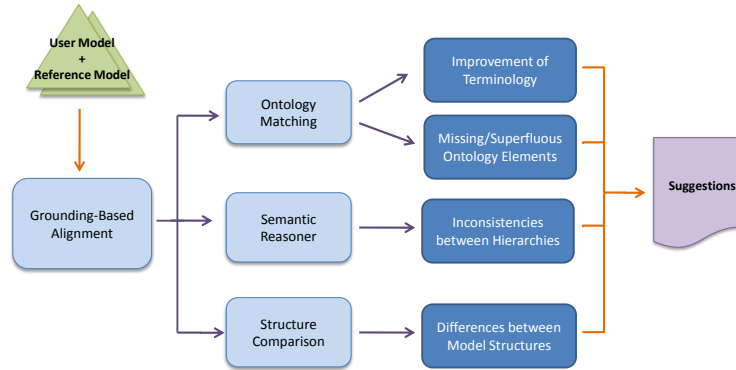 User Model
+
Reference Model
Grounding-Based
Alignment
Ontology
Matching
Semantic
Reasoner
Structure
Comparison
Improvement of
Terminology
Missing/Superfluous
Ontology Elements
Inconsistencies
between Hierarchies
Differences between
Model Structures
Suggestions